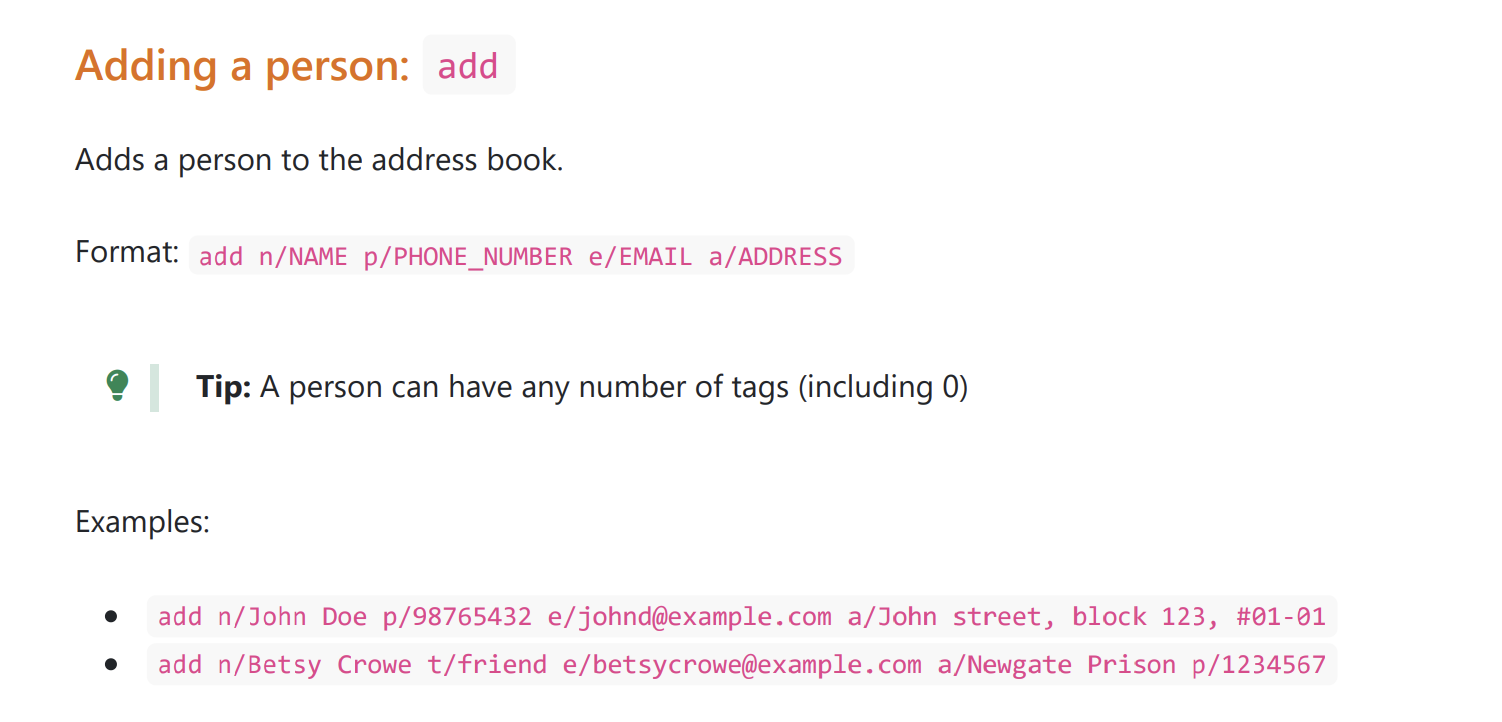 Adding a person: add
Adds a person to the address book.
Format: add n/NAME p/PHONE_NUMBER e/EMAIL a/ADDRESS
Tip: A person can have any number of tags (including 0)
Examples:
add n/John Doe p/98765432 e/johnd@example.com a/John street, block 123, #01-01
add n/Betsy Crowe t/friend e/betsycrowe@example.com a/Newgate Prison p/1234567